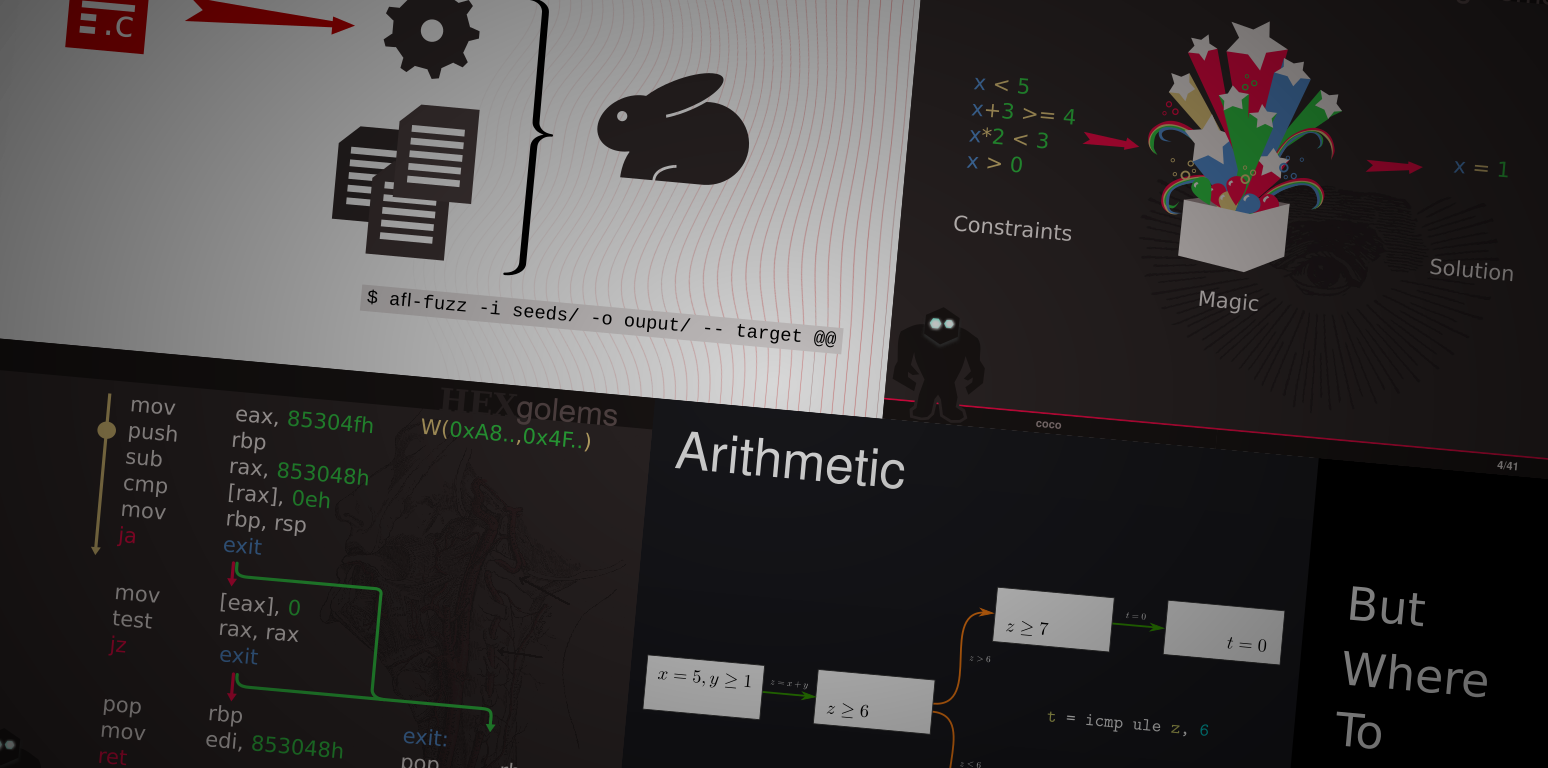 .C
$ afl-fuzz -i seeds/ -o ouput/ -- target @@
x < 5
x+3 >= 4
x*2 < 3
x > 0
x = 1
Constraints
Magic
Solution
coco
4/41
HEXgolems
mov eax, 85304fh
push rbp
sub rax, 853048h
cmp [rax], 0eh
mov rbp, rsp
ja exit
W(0xA8..,0x4F..)
mov [eax], 0
test rax, rax
jz exit
pop rbp
mov edi, 853048h
ret
exit:
pop
Arithmetic
x = 5, y ≥ 1
z = x + y
z ≥ 6
z > 6
z ≥ 7
t = 0
t = 0
t = icmp ule z, 6
z ≤ 6
But
Where
To